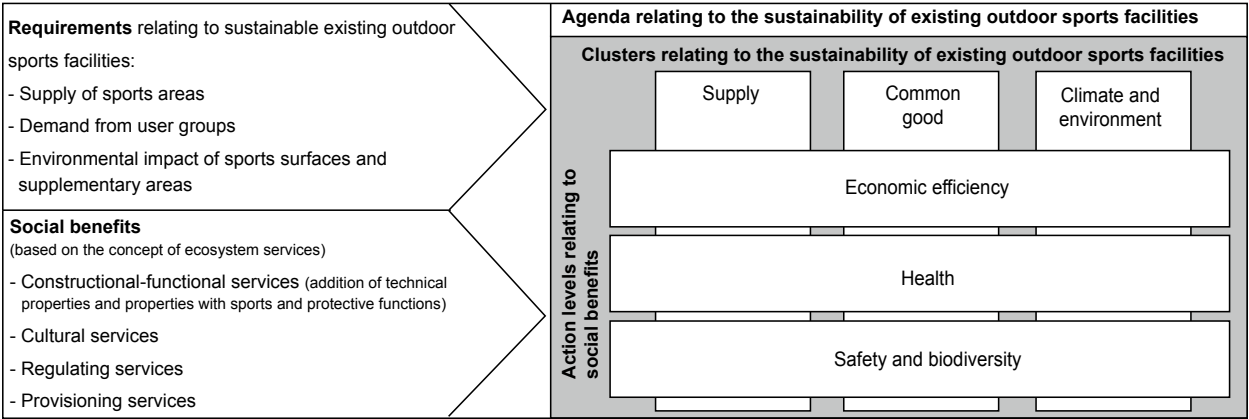 Requirements relating to sustainable existing outdoor
sports facilities:
- Supply of sports areas
- Demand from user groups
- Environmental impact of sports surfaces and
supplementary areas
Social benefits
(based on the concept of ecosystem services)
- Constructional-functional services (addition of technical
properties and properties with sports and protective functions)
- Cultural services
- Regulating services
- Provisioning services
Agenda relating to the sustainability of existing outdoor sports facilities
Clusters relating to the sustainability of existing outdoor sports facilities
Action levels relating to
social benefits
Supply
Common
good
Climate and
environment
Economic efficiency
Health
Safety and biodiversity